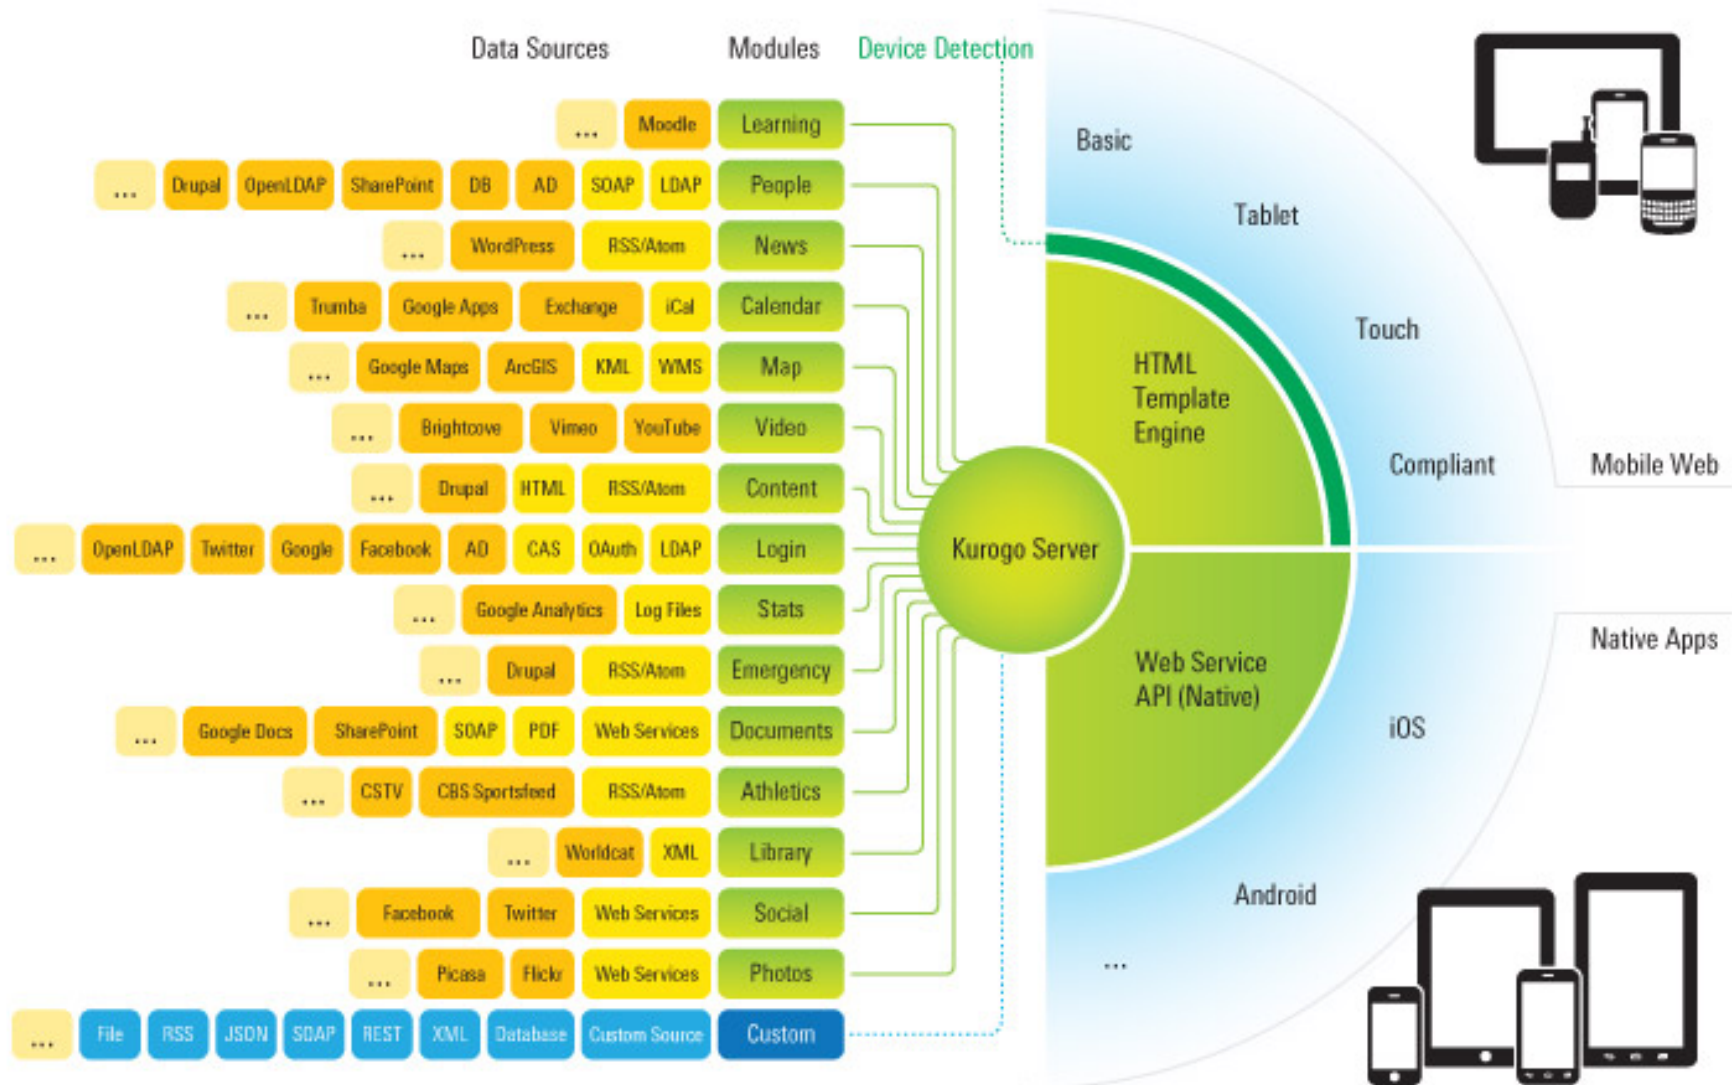 Data Sources Modules Device Detection
... Moodle Learning
... Drupal OpenLDAP SharePoint DB AD SOAP LDAP People
... WordPress RSS/Atom News
... Trumba Google Apps Exchange iCal Calendar
... Google Maps ArcGIS KML WMS Map
... Brightcove Vimeo YouTube Video
... Drupal HTML RSS/Atom Content
... OpenLDAP Twitter Google Facebook AD CAS OAuth LDAP Login
... Google Analytics Log Files Stats
... Drupal RSS/Atom Emergency
... Google Docs SharePoint SOAP PDF Web Services Documents
... CSTV CBS Sportsfeed RSS/Atom Athletics
... Worldcat XML Library
... Facebook Twitter Web Services Social
... Picasa Flickr Web Services Photos
... File RSS JSON SOAP REST XML Database Custom Source Custom
Kurogo Server
HTML
Template
Engine
Web Service
API (Native)
Basic
Tablet
Touch
Compliant
Mobile Web
Native Apps
iOS
Android
...